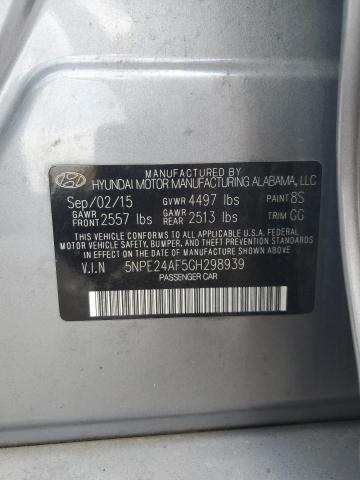 MANUFACTURED BY
HYUNDAI MOTOR MANUFACTURING ALABAMA, LLC
Sep/02/15 GVWR 4497 lbs PAINT 8S
GAWR FRONT 2557 lbs GAWR REAR 2513 lbs TRIM GG
THIS VEHICLE CONFORMS TO ALL APPLICABLE U.S. FEDERAL
MOTOR VEHICLE SAFETY, BUMPER, AND THEFT PREVENTION
STANDARDS IN EFFECT ON THE DATE OF MANUFACTURE SHOWN ABOVE.
V.I.N 5NPE24AF5GH298939
PASSENGER CAR